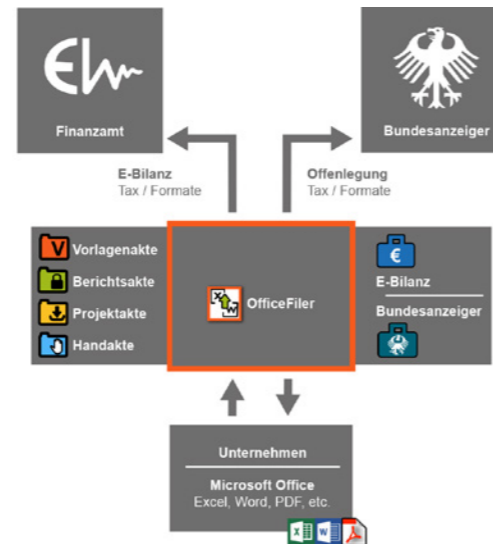 Finanzamt
Bundesanzeiger
E-Bilanz
Tax / Formate
Offenlegung
Tax / Formate
V Vorlagenakte
Berichtsakte
Projektakte
Handakte
X W OfficeFiler
€
E-Bilanz
Bundesanzeiger
Unternehmen
Microsoft Office
Excel, Word, PDF, etc.